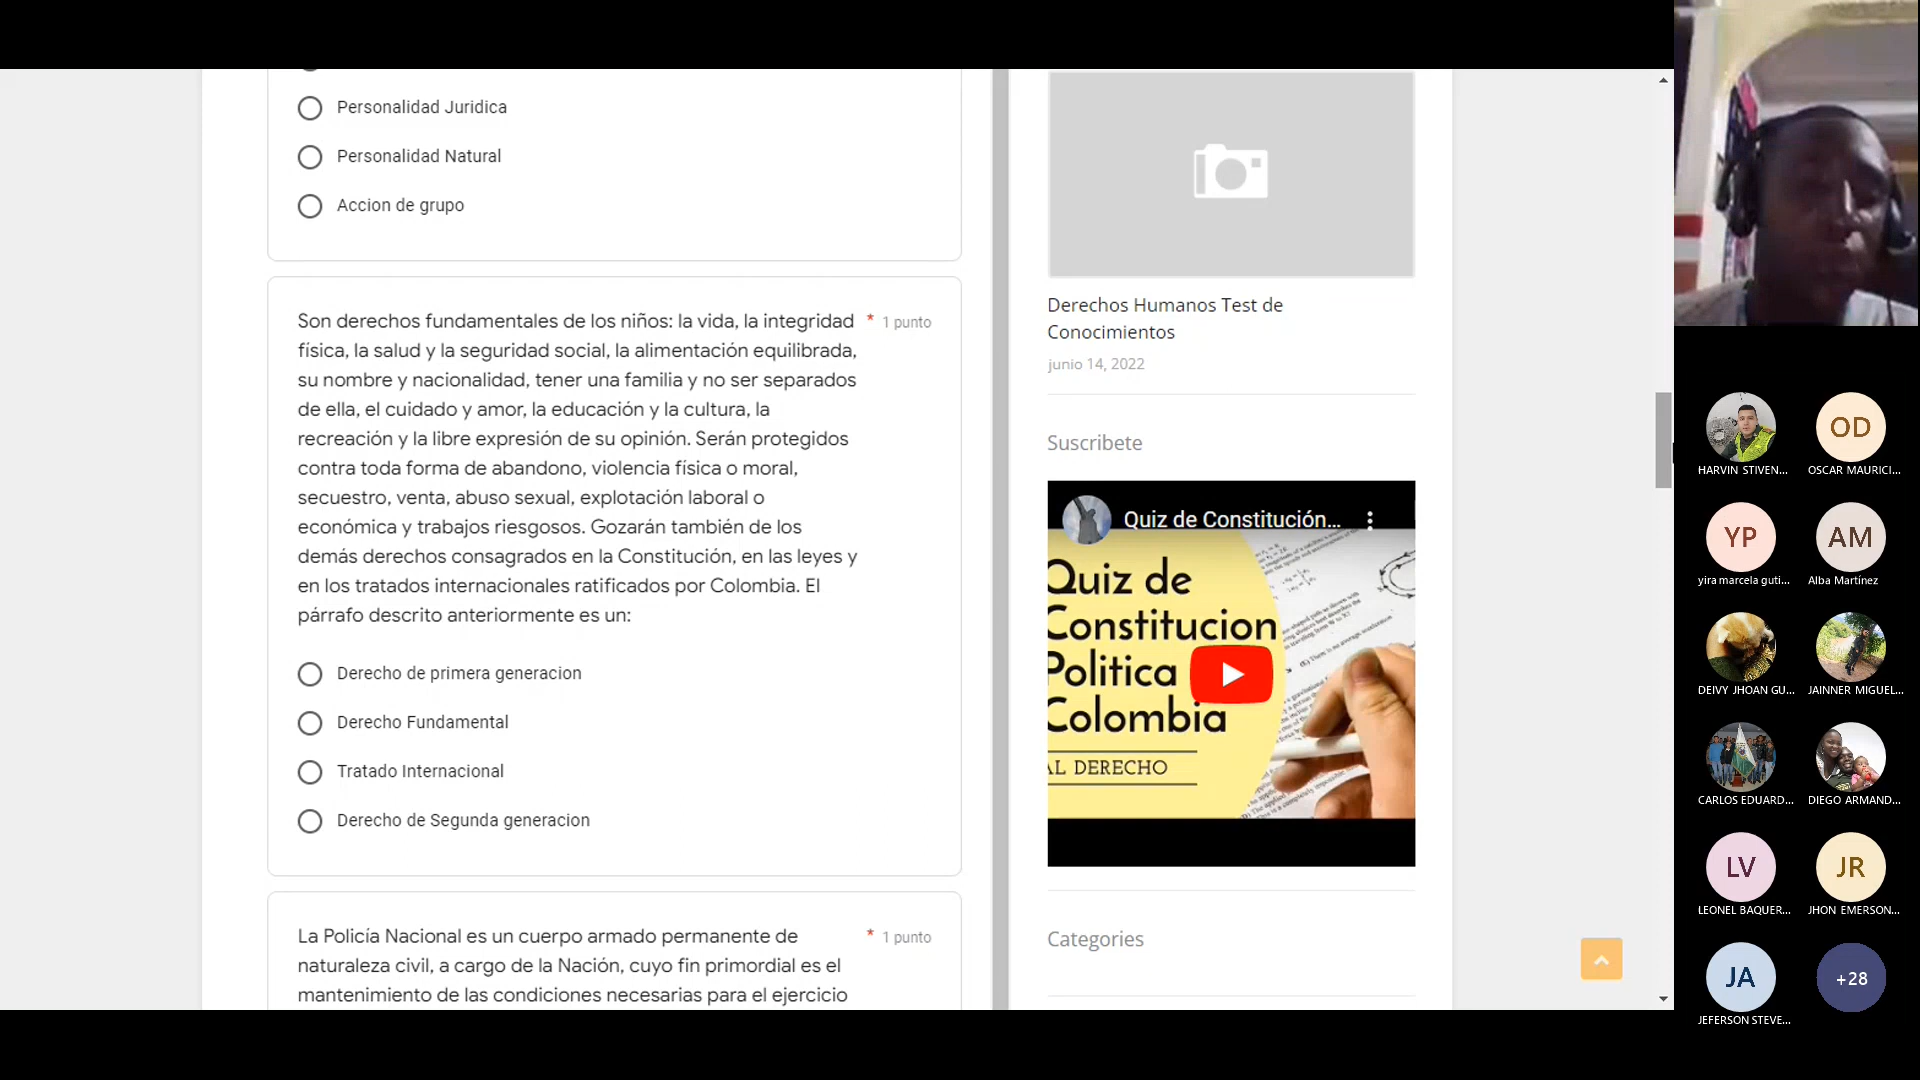 Personalidad Juridica
Personalidad Natural
Accion de grupo
Son derechos fundamentales de los niños: la vida, la integridad * 1 punto
física, la salud y la seguridad social, la alimentación equilibrada,
su nombre y nacionalidad, tener una familia y no ser separados
de ella, el cuidado y amor, la educación y la cultura, la
recreación y la libre expresión de su opinión. Serán protegidos
contra toda forma de abandono, violencia física o moral,
secuestro, venta, abuso sexual, explotación laboral o
económica y trabajos riesgosos. Gozarán también de los
demás derechos consagrados en la Constitución, en las leyes y
en los tratados internacionales ratificados por Colombia. El
párrafo descrito anteriormente es un:
Derecho de primera generacion
Derecho Fundamental
Tratado Internacional
Derecho de Segunda generacion
La Policía Nacional es un cuerpo armado permanente de * 1 punto
naturaleza civil, a cargo de la Nación, cuyo fin primordial es el
mantenimiento de las condiciones necesarias para el ejercicio
Derechos Humanos Test de
Conocimientos
junio 14, 2022
Suscribete
Quiz de Constitución...
Quiz de
Constitucion
Politica
Colombia
AL DERECHO
Categories
HARVIN STIVEN...
OD
OSCAR MAURICI...
YP
yira marcela guti...
AM
Alba Martínez
DEIVY JHOAN GU...
JAINNER MIGUEL...
CARLOS EDUARD...
DIEGO ARMAND...
LV
LEONEL BAQUER...
JR
JHON EMERSON...
JA
JEFERSON STEVE...
+28